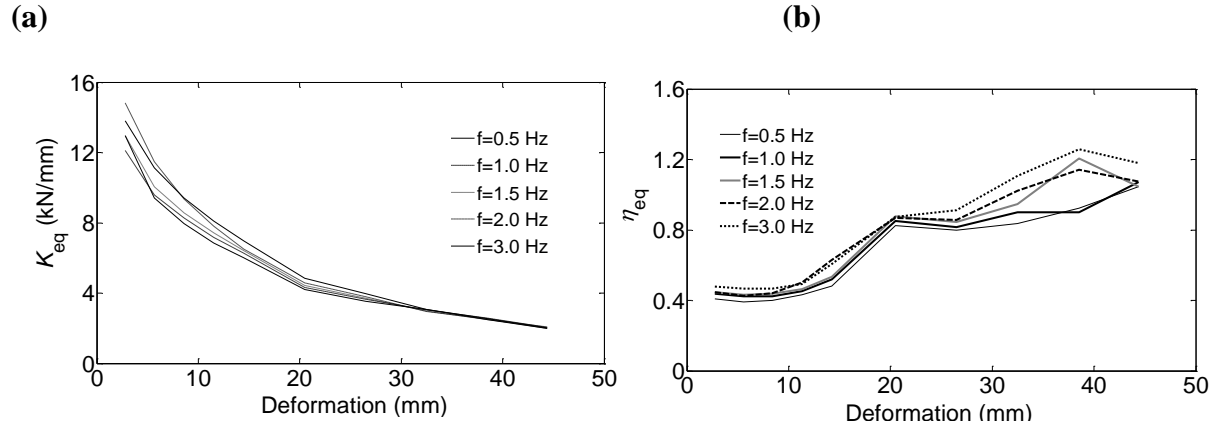 (a)
16
12
8
4
0
0 10 20 30 40 50
K_eq (kN/mm)
Deformation (mm)
f=0.5 Hz
f=1.0 Hz
f=1.5 Hz
f=2.0 Hz
f=3.0 Hz
(b)
1.6
1.2
0.8
0.4
0
0 10 20 30 40 50
η_eq
Deformation (mm)
f=0.5 Hz
f=1.0 Hz
f=1.5 Hz
f=2.0 Hz
f=3.0 Hz